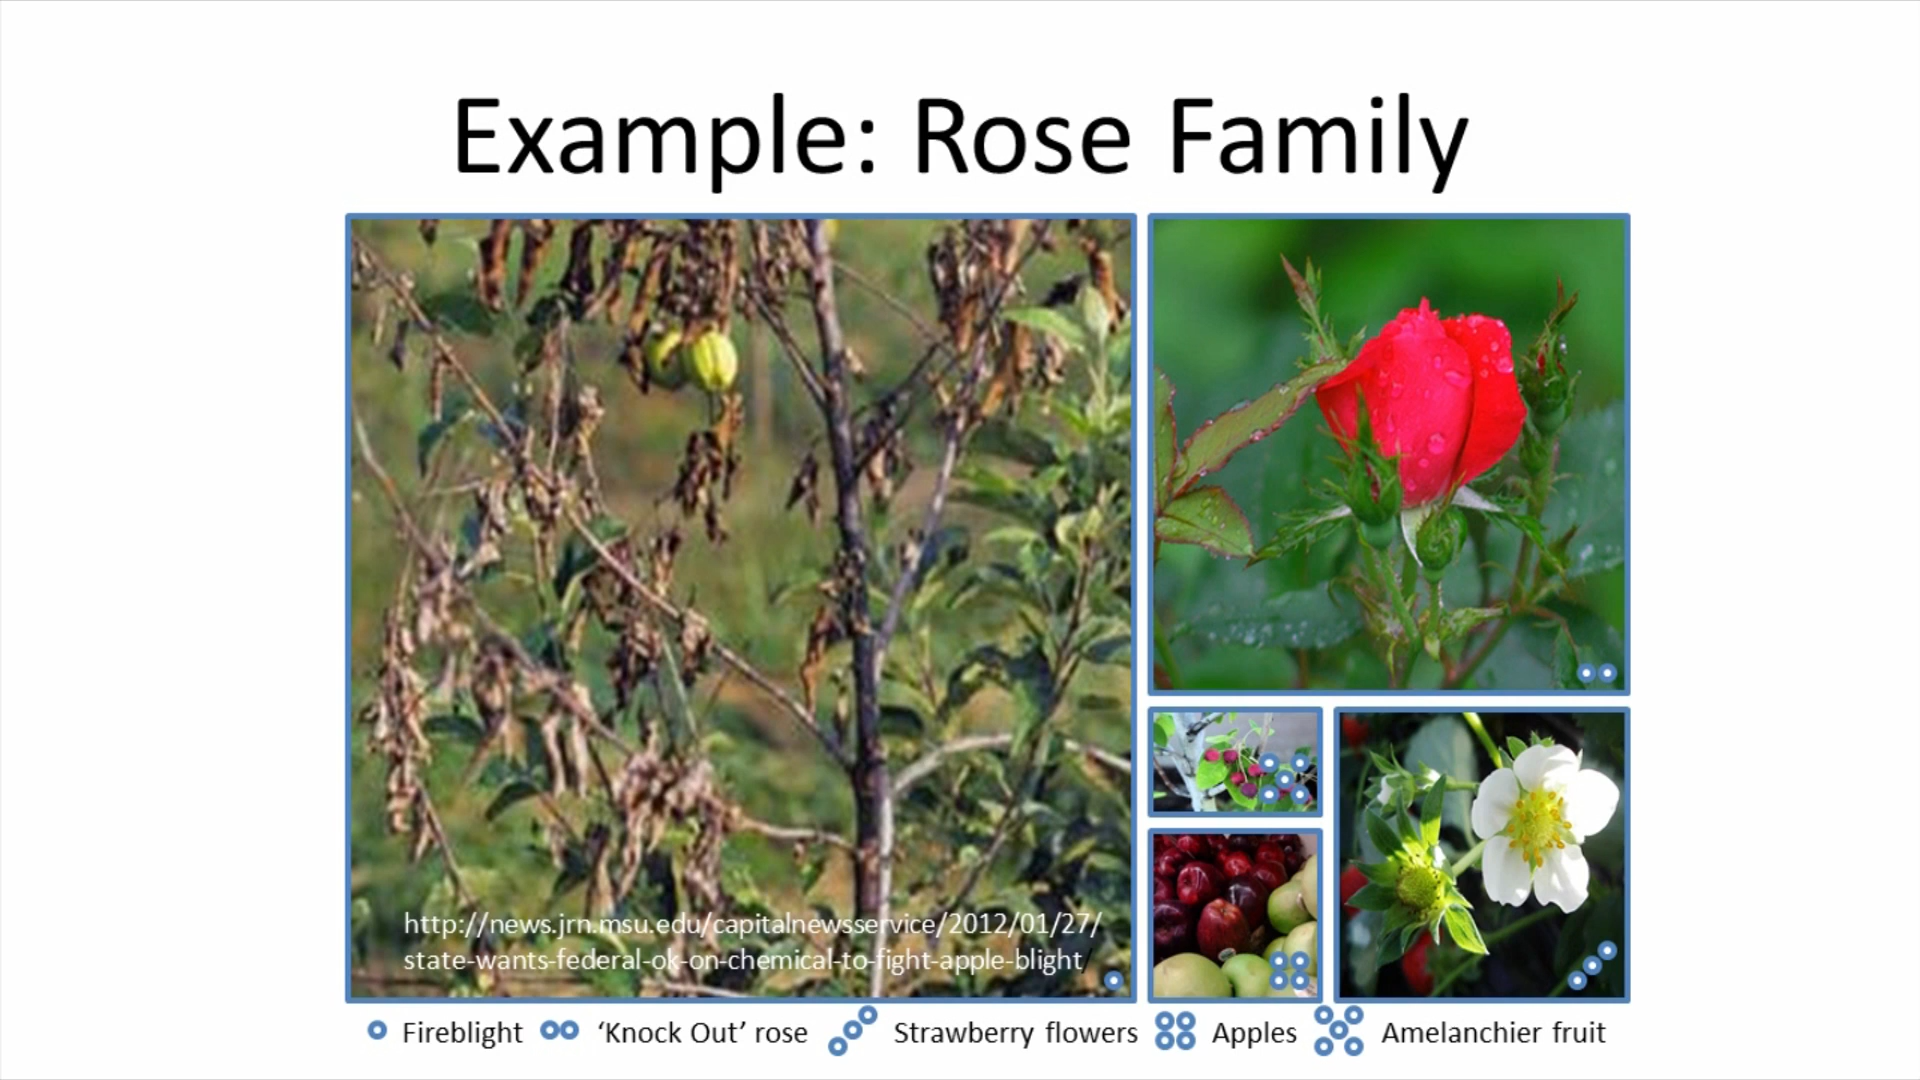 Example: Rose Family
http://news.jrn.msu.edu/capitalnewsservice/2012/01/27/
state-wants-federal-ok-on-chemical-to-fight-apple-blight/
Fireblight ‘Knock Out’ rose Strawberry flowers Apples Amelanchier fruit